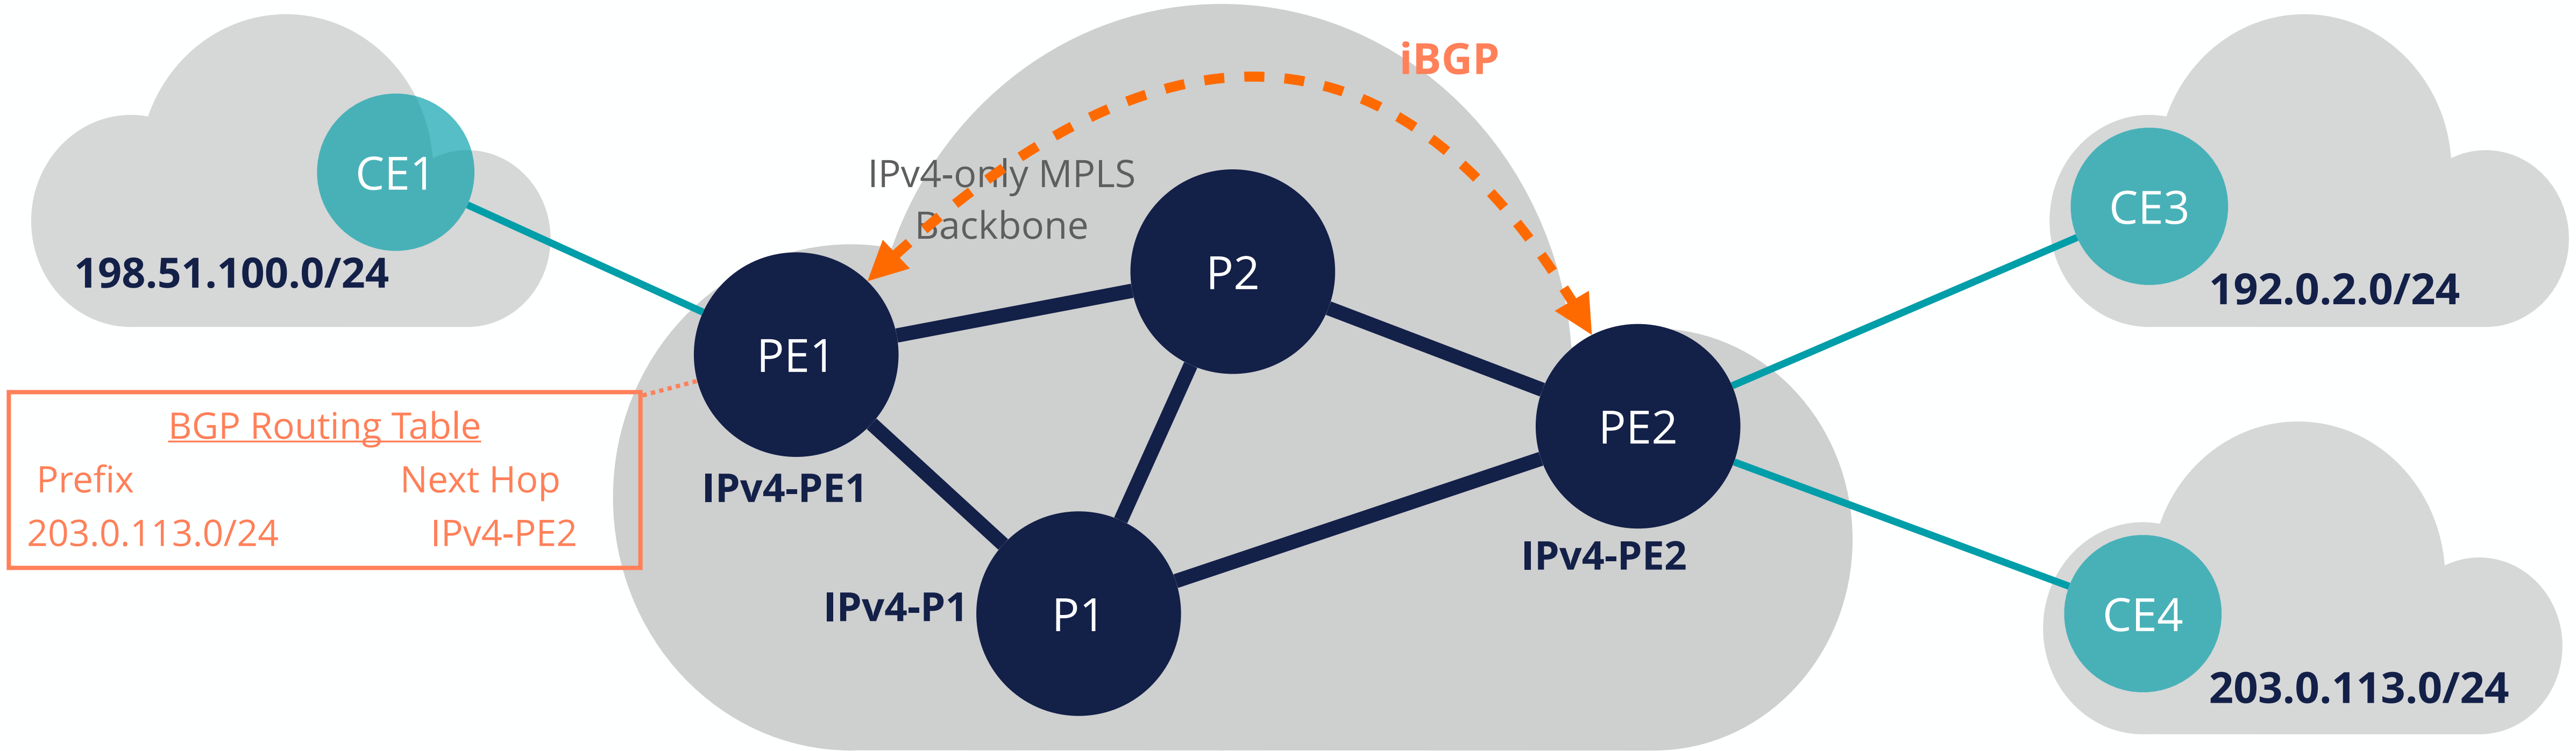 iBGP
IPv4-only MPLS
Backbone
CE1
198.51.100.0/24
P2
PE1
IPv4-PE1
BGP Routing Table
Prefix Next Hop
203.0.113.0/24 IPv4-PE2
IPv4-P1
P1
PE2
IPv4-PE2
CE3
192.0.2.0/24
CE4
203.0.113.0/24